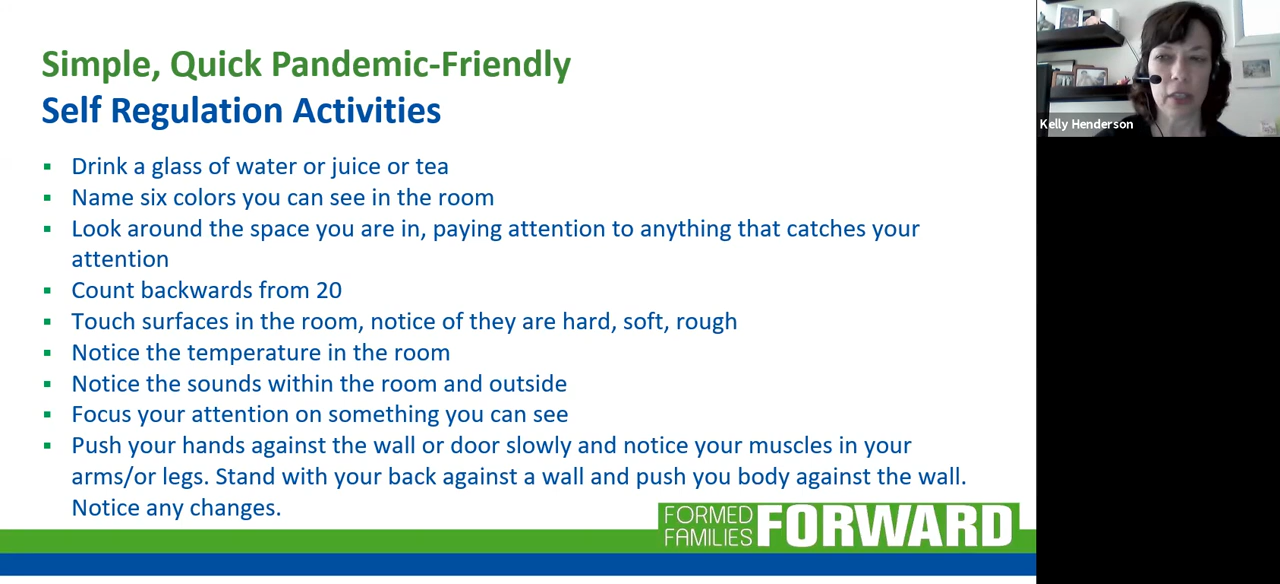 Simple, Quick Pandemic-Friendly
Self Regulation Activities
▪ Drink a glass of water or juice or tea
▪ Name six colors you can see in the room
▪ Look around the space you are in, paying attention to anything that catches your
attention
▪ Count backwards from 20
▪ Touch surfaces in the room, notice of they are hard, soft, rough
▪ Notice the temperature in the room
▪ Notice the sounds within the room and outside
▪ Focus your attention on something you can see
▪ Push your hands against the wall or door slowly and notice your muscles in your
arms/or legs. Stand with your back against a wall and push you body against the wall.
Notice any changes.
FORMED
FAMILIES
FORWARD
Kelly Henderson